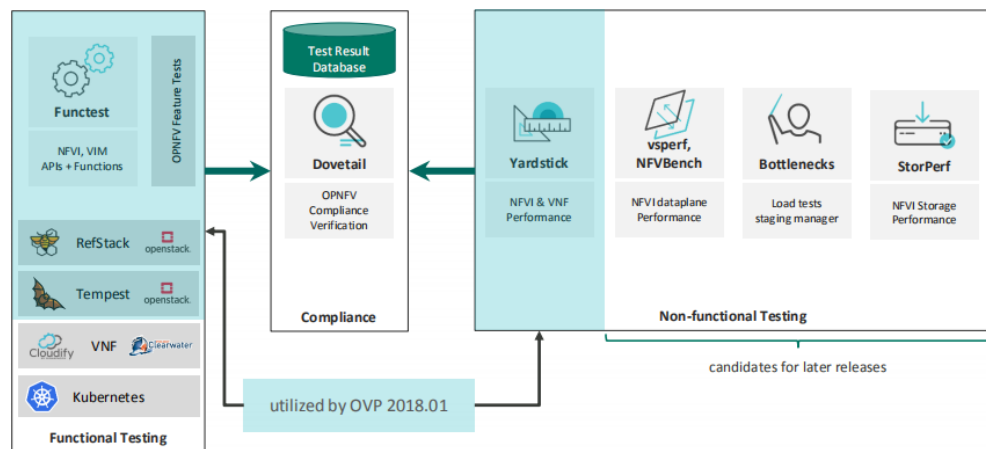 Functest
NFVI, VIM
APIs + Functions
OPNFV Feature Tests
RefStack
openstack.
Tempest
openstack.
Cloudify
VNF
Clearwater
Kubernetes
Functional Testing
Test Result
Database
Dovetail
OPNFV
Compliance
Verification
Compliance
Yardstick
NFVI & VNF
Performance
vsperf,
NFVBench
NFVI dataplane
Performance
Bottlenecks
Load tests
staging manager
StorPerf
NFVI Storage
Performance
Non-functional Testing
candidates for later releases
utilized by OVP 2018.01